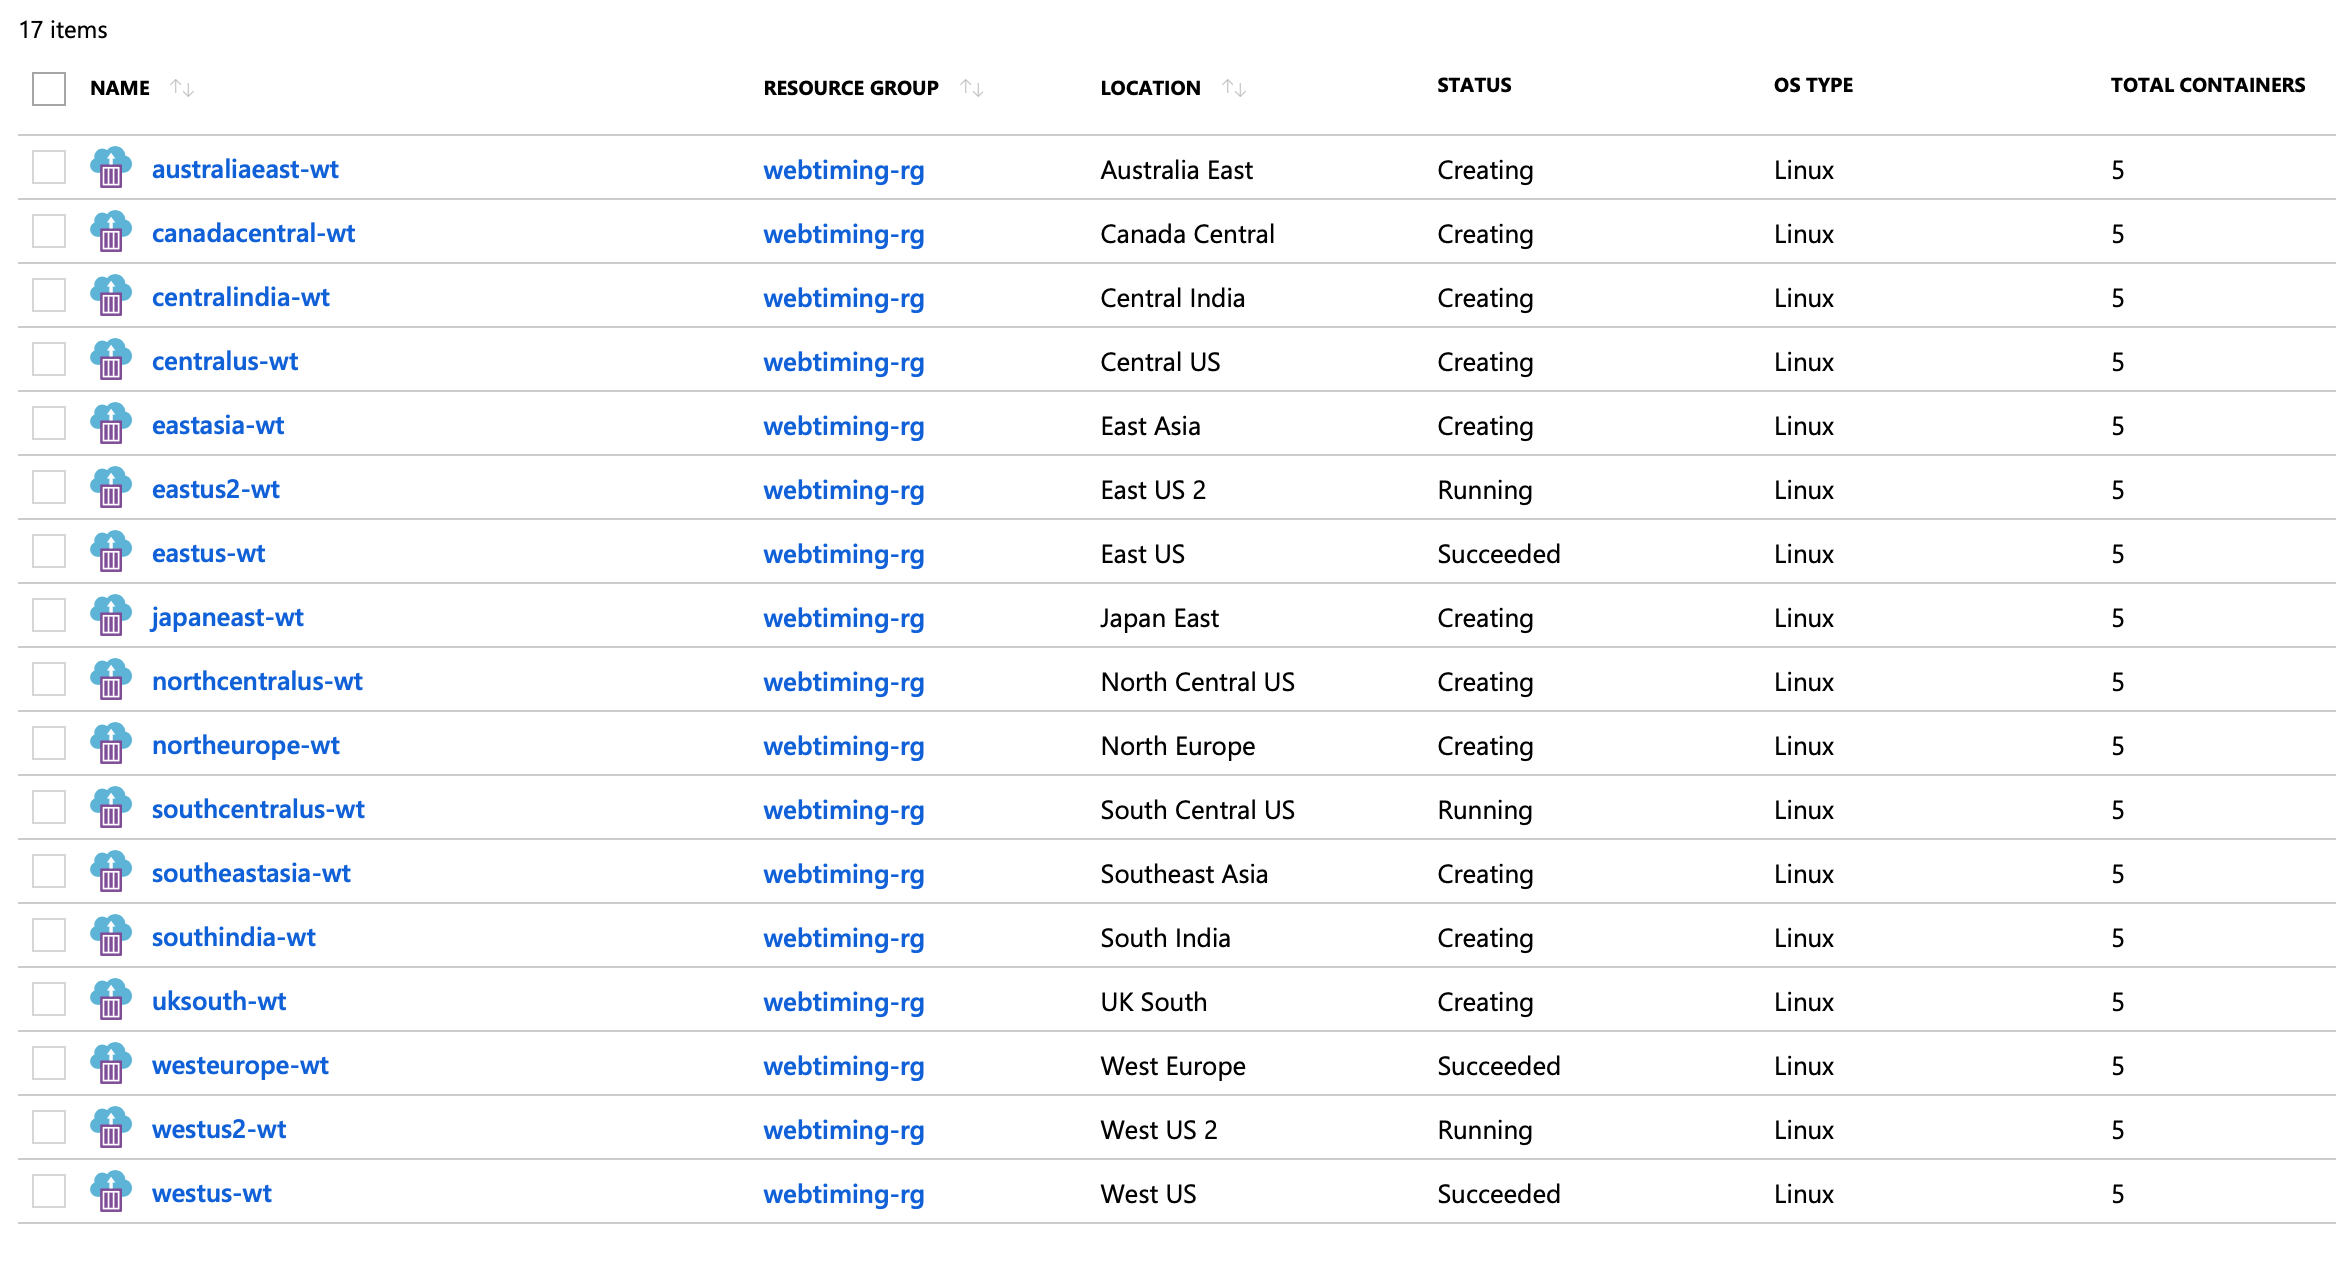 17 items
NAME RESOURCE GROUP LOCATION STATUS OS TYPE TOTAL CONTAINERS
australiaeast-wt webtiming-rg Australia East Creating Linux 5
canadacentral-wt webtiming-rg Canada Central Creating Linux 5
centralindia-wt webtiming-rg Central India Creating Linux 5
centralus-wt webtiming-rg Central US Creating Linux 5
eastasia-wt webtiming-rg East Asia Creating Linux 5
eastus2-wt webtiming-rg East US 2 Running Linux 5
eastus-wt webtiming-rg East US Succeeded Linux 5
japaneast-wt webtiming-rg Japan East Creating Linux 5
northcentralus-wt webtiming-rg North Central US Creating Linux 5
northeurope-wt webtiming-rg North Europe Creating Linux 5
southcentralus-wt webtiming-rg South Central US Running Linux 5
southeastasia-wt webtiming-rg Southeast Asia Creating Linux 5
southindia-wt webtiming-rg South India Creating Linux 5
uksouth-wt webtiming-rg UK South Creating Linux 5
westeurope-wt webtiming-rg West Europe Succeeded Linux 5
westus2-wt webtiming-rg West US 2 Running Linux 5
westus-wt webtiming-rg West US Succeeded Linux 5